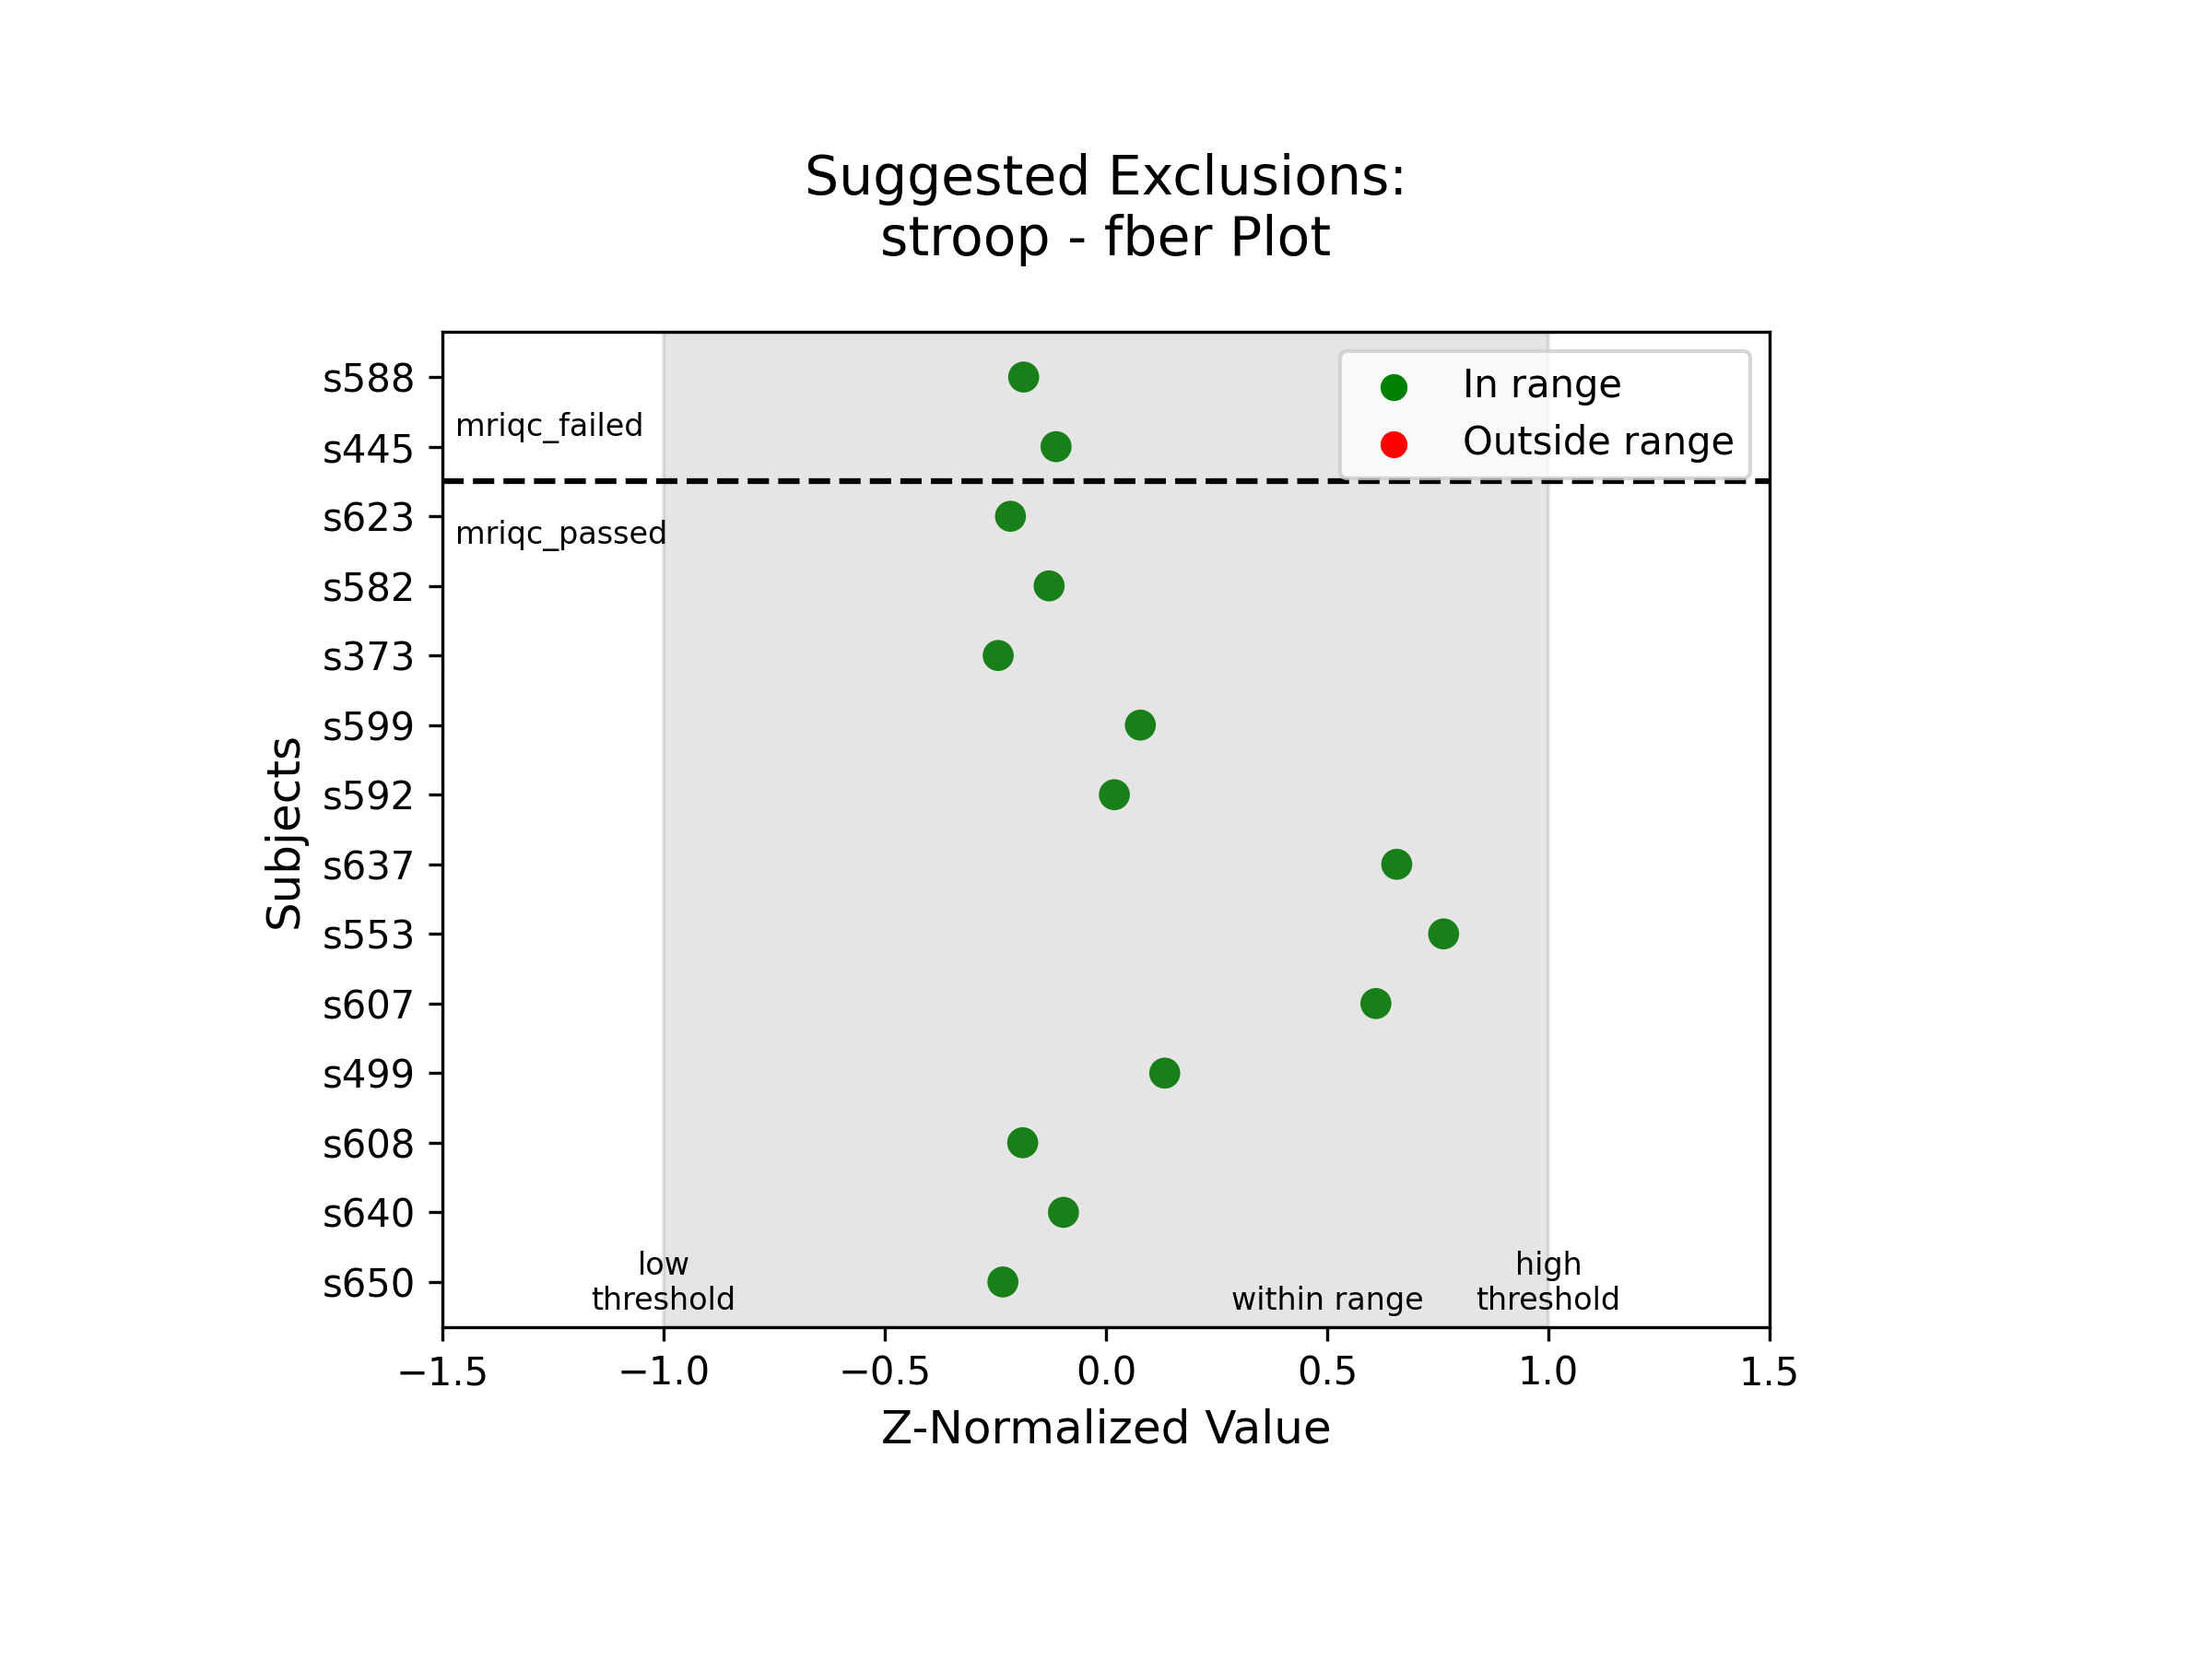 Suggested Exclusions:
stroop - fber Plot
In range
Outside range
mriqc_failed
mriqc_passed
s588
s445
s623
s582
s373
s599
s592
s637
s553
s607
s499
s608
s640
s650
Subjects
low
threshold
within range
high
threshold
−1.5
−1.0
−0.5
0.0
0.5
1.0
1.5
Z-Normalized Value